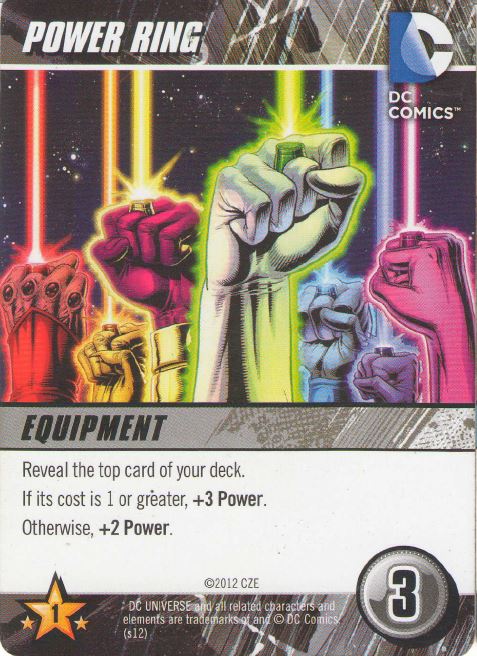 POWER RING
DC
COMICS™
EQUIPMENT
Reveal the top card of your deck.
If its cost is 1 or greater, +3 Power.
Otherwise, +2 Power.
©2012 CZE
1
DC UNIVERSE and all related characters and
elements are trademarks of and © DC Comics.
(s12)
3